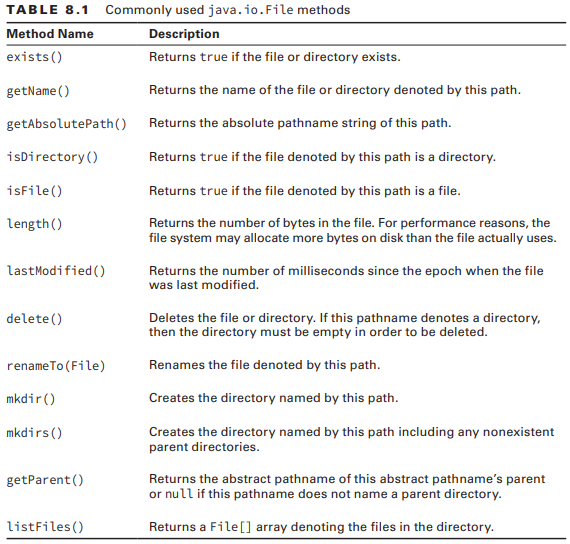 TABLE 8.1 Commonly used java.io.File methods
Method Name Description
exists() Returns true if the file or directory exists.
getName() Returns the name of the file or directory denoted by this path.
getAbsolutePath() Returns the absolute pathname string of this path.
isDirectory() Returns true if the file denoted by this path is a directory.
isFile() Returns true if the file denoted by this path is a file.
length() Returns the number of bytes in the file. For performance reasons, the
file system may allocate more bytes on disk than the file actually uses.
lastModified() Returns the number of milliseconds since the epoch when the file
was last modified.
delete() Deletes the file or directory. If this pathname denotes a directory,
then the directory must be empty in order to be deleted.
renameTo(File) Renames the file denoted by this path.
mkdir() Creates the directory named by this path.
mkdirs() Creates the directory named by this path including any nonexistent
parent directories.
getParent() Returns the abstract pathname of this abstract pathname’s parent
or null if this pathname does not name a parent directory.
listFiles() Returns a File[] array denoting the files in the directory.